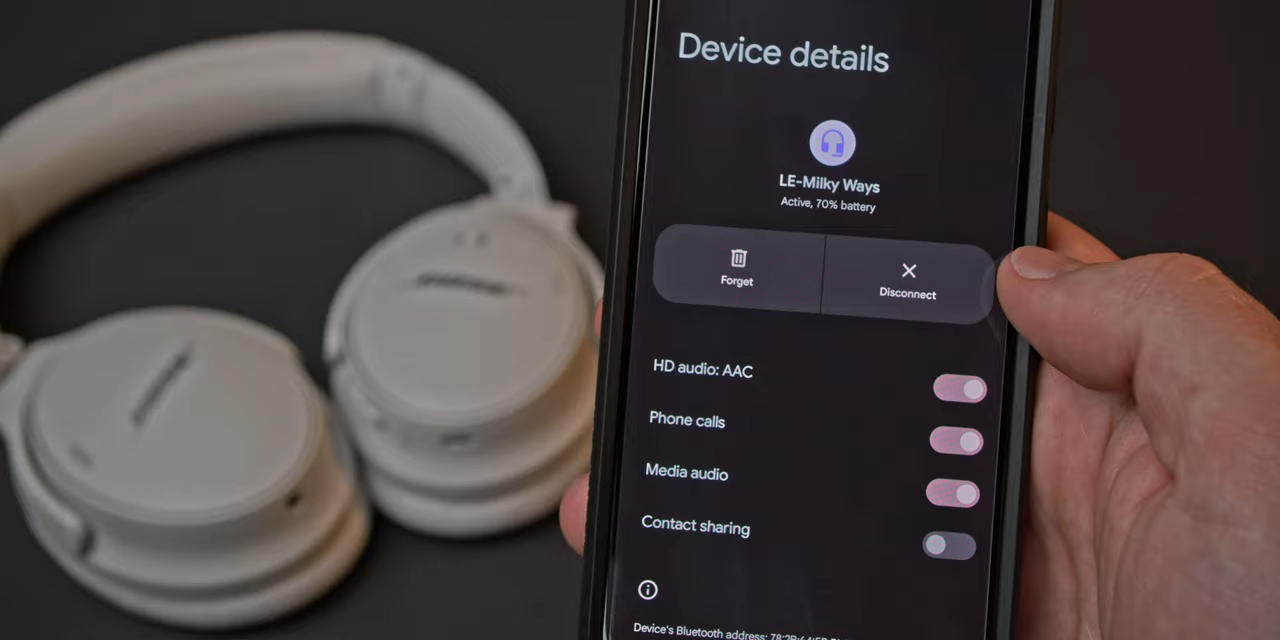 Device details
LE-Milky Ways
Active, 70% battery
Forget
Disconnect
HD audio: AAC
Phone calls
Media audio
Contact sharing
Device's Bluetooth address: